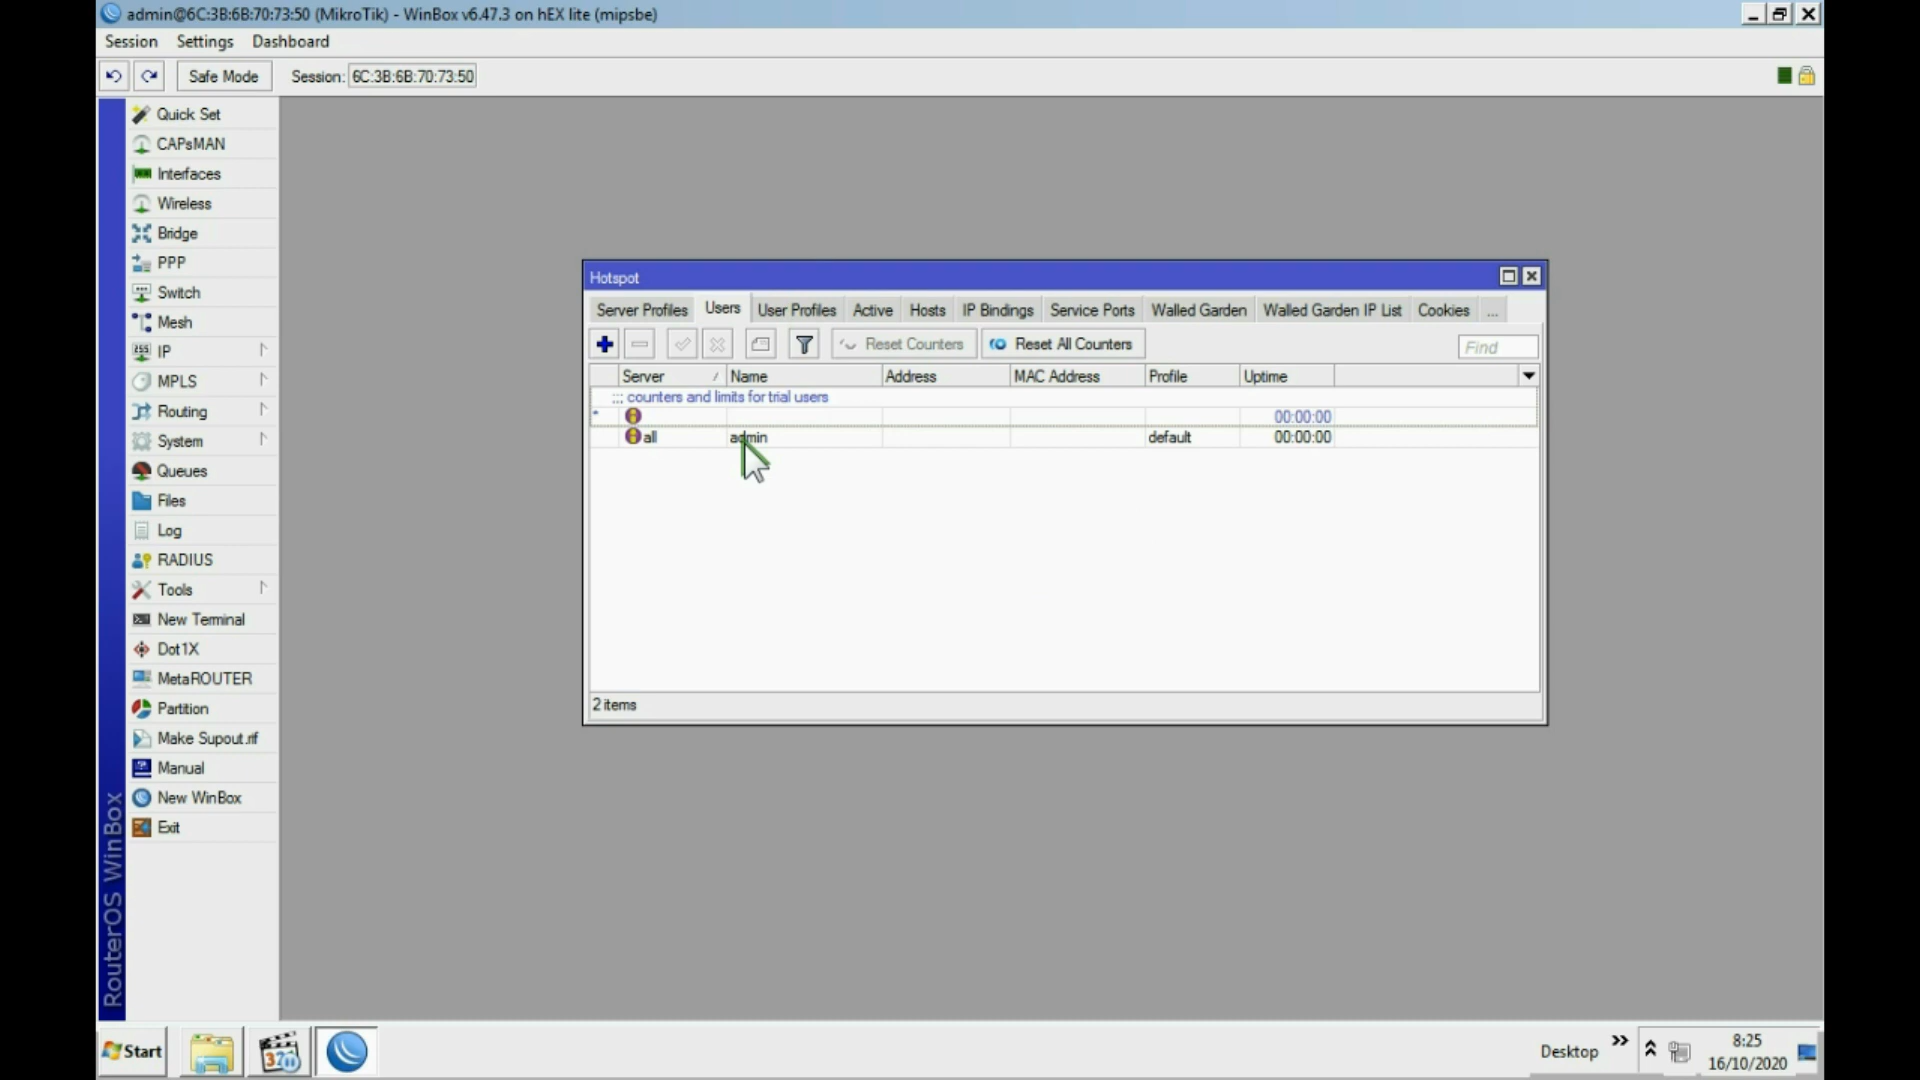 admin@6C:3B:6B:70:73:50 (MikroTik) - WinBox v6.47.3 on hEX lite (mipsbe)
Session Settings Dashboard
Safe Mode Session: 6C:3B:6B:70:73:50
Quick Set
CAPsMAN
Interfaces
Wireless
Bridge
PPP
Switch
Mesh
IP
MPLS
Routing
System
Queues
Files
Log
RADIUS
Tools
New Terminal
Dot1X
MetaROUTER
Partition
Make Supout.rif
Manual
New WinBox
Exit
RouterOS WinBox
Hotspot
Server Profiles Users User Profiles Active Hosts IP Bindings Service Ports Walled Garden Walled Garden IP List Cookies ...
Reset Counters Reset All Counters Find
Server Name Address MAC Address Profile Uptime
::: counters and limits for trial users
00:00:00
all admin default 00:00:00
2 items
Start Desktop 8:25
16/10/2020